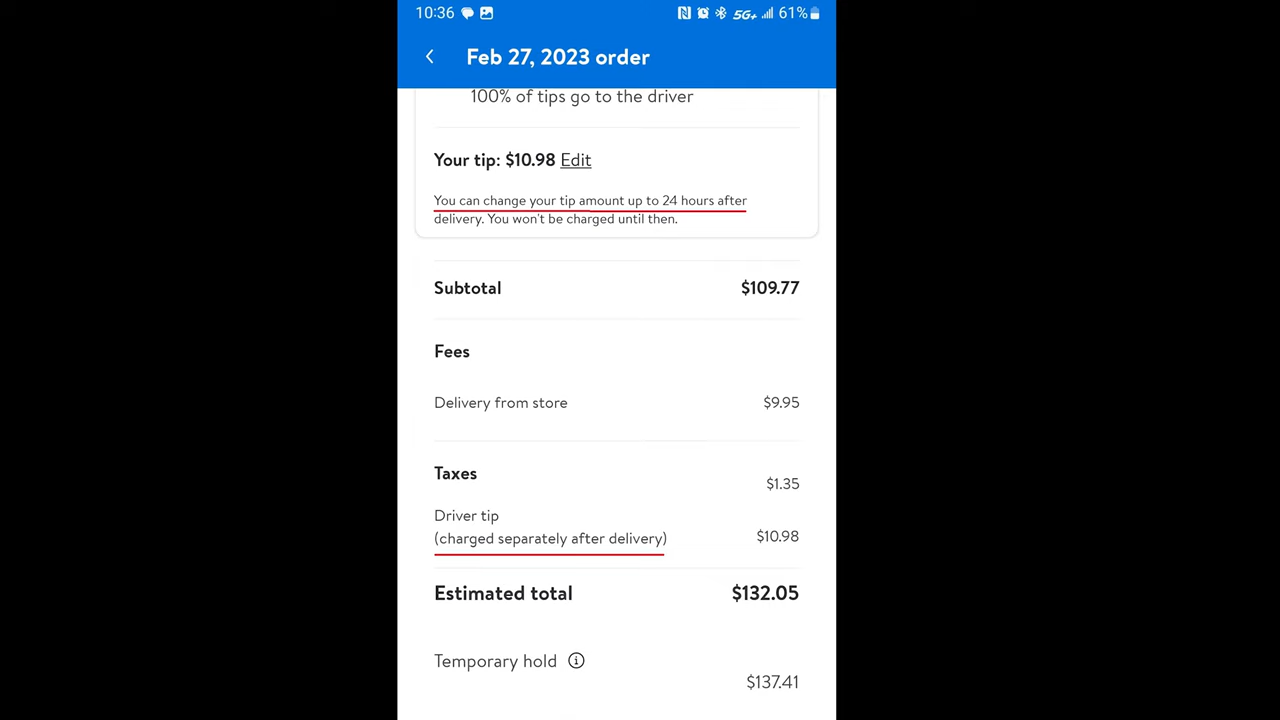 10:36 5G+ 61%
Feb 27, 2023 order
100% of tips go to the driver
Your tip: $10.98 Edit
You can change your tip amount up to 24 hours after
delivery. You won't be charged until then.
Subtotal $109.77
Fees
Delivery from store $9.95
Taxes $1.35
Driver tip
(charged separately after delivery) $10.98
Estimated total $132.05
Temporary hold
$137.41